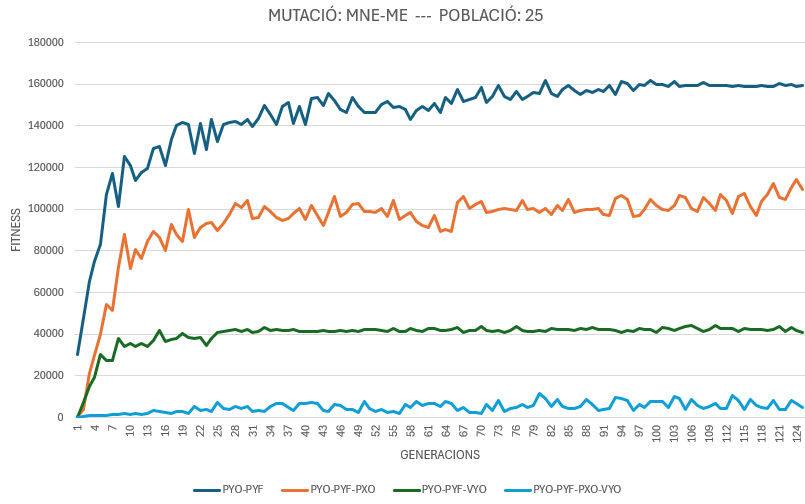 MUTACIÓ: MNE-ME --- POBLACIÓ: 25
180000
160000
140000
120000
100000
80000
60000
40000
20000
0
FITNESS
1 4 7 10 13 16 19 22 25 28 31 34 37 40 43 46 49 52 55 58 61 64 67 70 73 76 79 82 85 88 91 94 97 100 103 106 109 112 115 118 121 124
GENERACIONS
PYO-PYF PYO-PYF-PXO PYO-PYF-VYO PYO-PYF-PXO-VYO